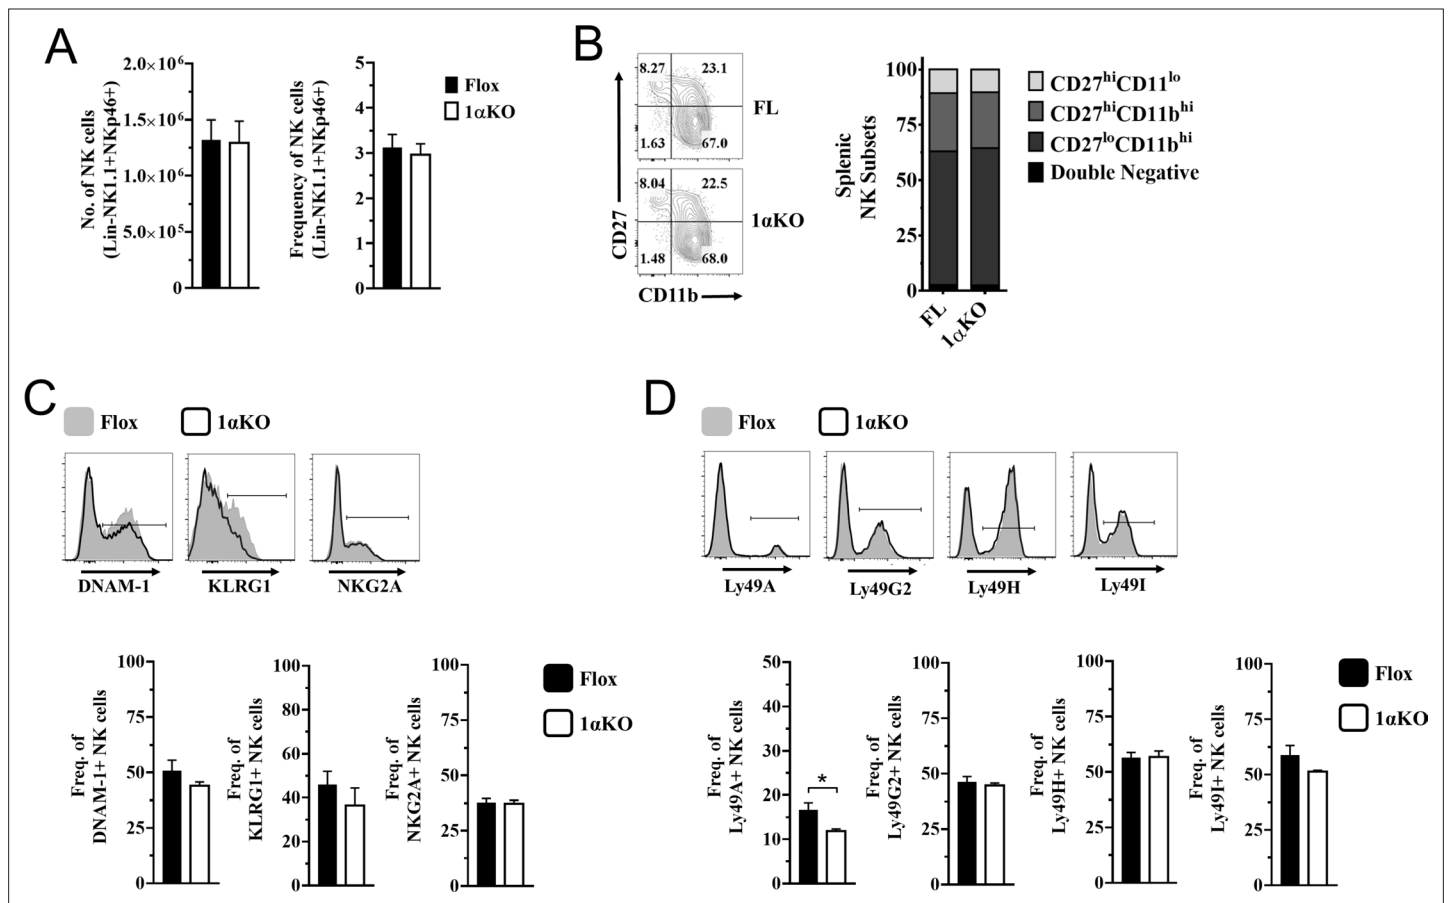 A
No. of NK cells
(Lin-NK1.1+NKp46+)
2.0×10⁶
1.5×10⁶
1.0×10⁶
5.0×10⁵
0
Frequency of NK cells
(Lin-NK1.1+NKp46+)
5
4
3
2
1
0
Flox
1αKO
B
8.27
23.1
1.63
67.0
FL
8.04
22.5
1.48
68.0
1αKO
CD27
CD11b
Splenic
NK Subsets
100
75
50
25
0
FL
1αKO
CD27ʰⁱCD11ˡᵒ
CD27ʰⁱCD11bʰⁱ
CD27ˡᵒCD11bʰⁱ
Double Negative
C
Flox
1αKO
DNAM-1
KLRG1
NKG2A
Freq. of
DNAM-1+ NK cells
100
75
50
25
0
Freq. of
KLRG1+ NK cells
100
80
60
40
20
0
Freq. of
NKG2A+ NK cells
100
75
50
25
0
Flox
1αKO
D
Flox
1αKO
Ly49A
Ly49G2
Ly49H
Ly49I
Freq. of
Ly49A+ NK cells
50
40
30
20
10
0
*
Freq. of
Ly49G2+ NK cells
100
75
50
25
0
Freq. of
Ly49H+ NK cells
100
75
50
25
0
Freq. of
Ly49I+ NK cells
100
75
50
25
0
Flox
1αKO